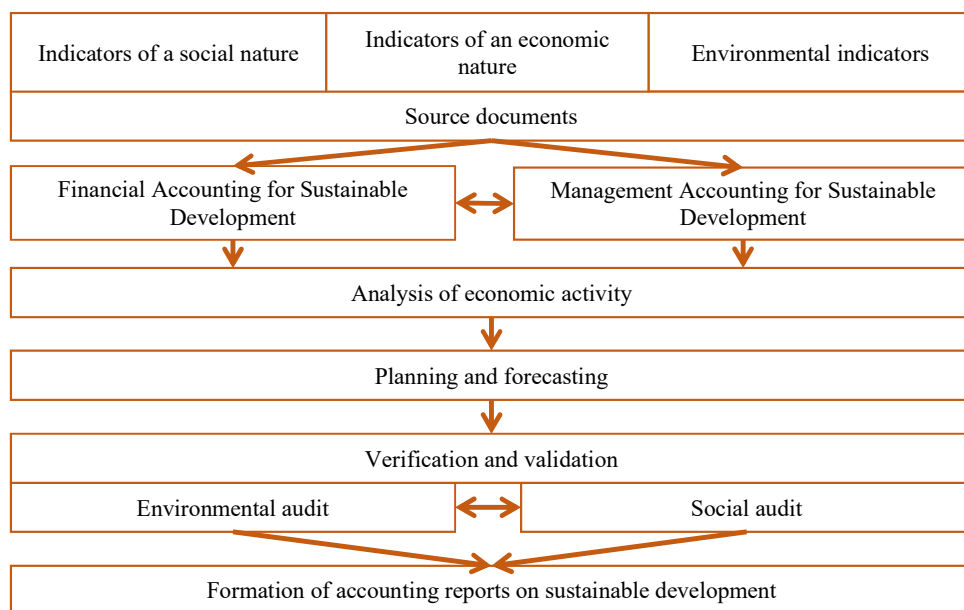 Indicators of a social nature
Indicators of an economic
nature
Environmental indicators
Source documents
Financial Accounting for Sustainable
Development
Management Accounting for Sustainable
Development
Analysis of economic activity
Planning and forecasting
Verification and validation
Environmental audit
Social audit
Formation of accounting reports on sustainable development